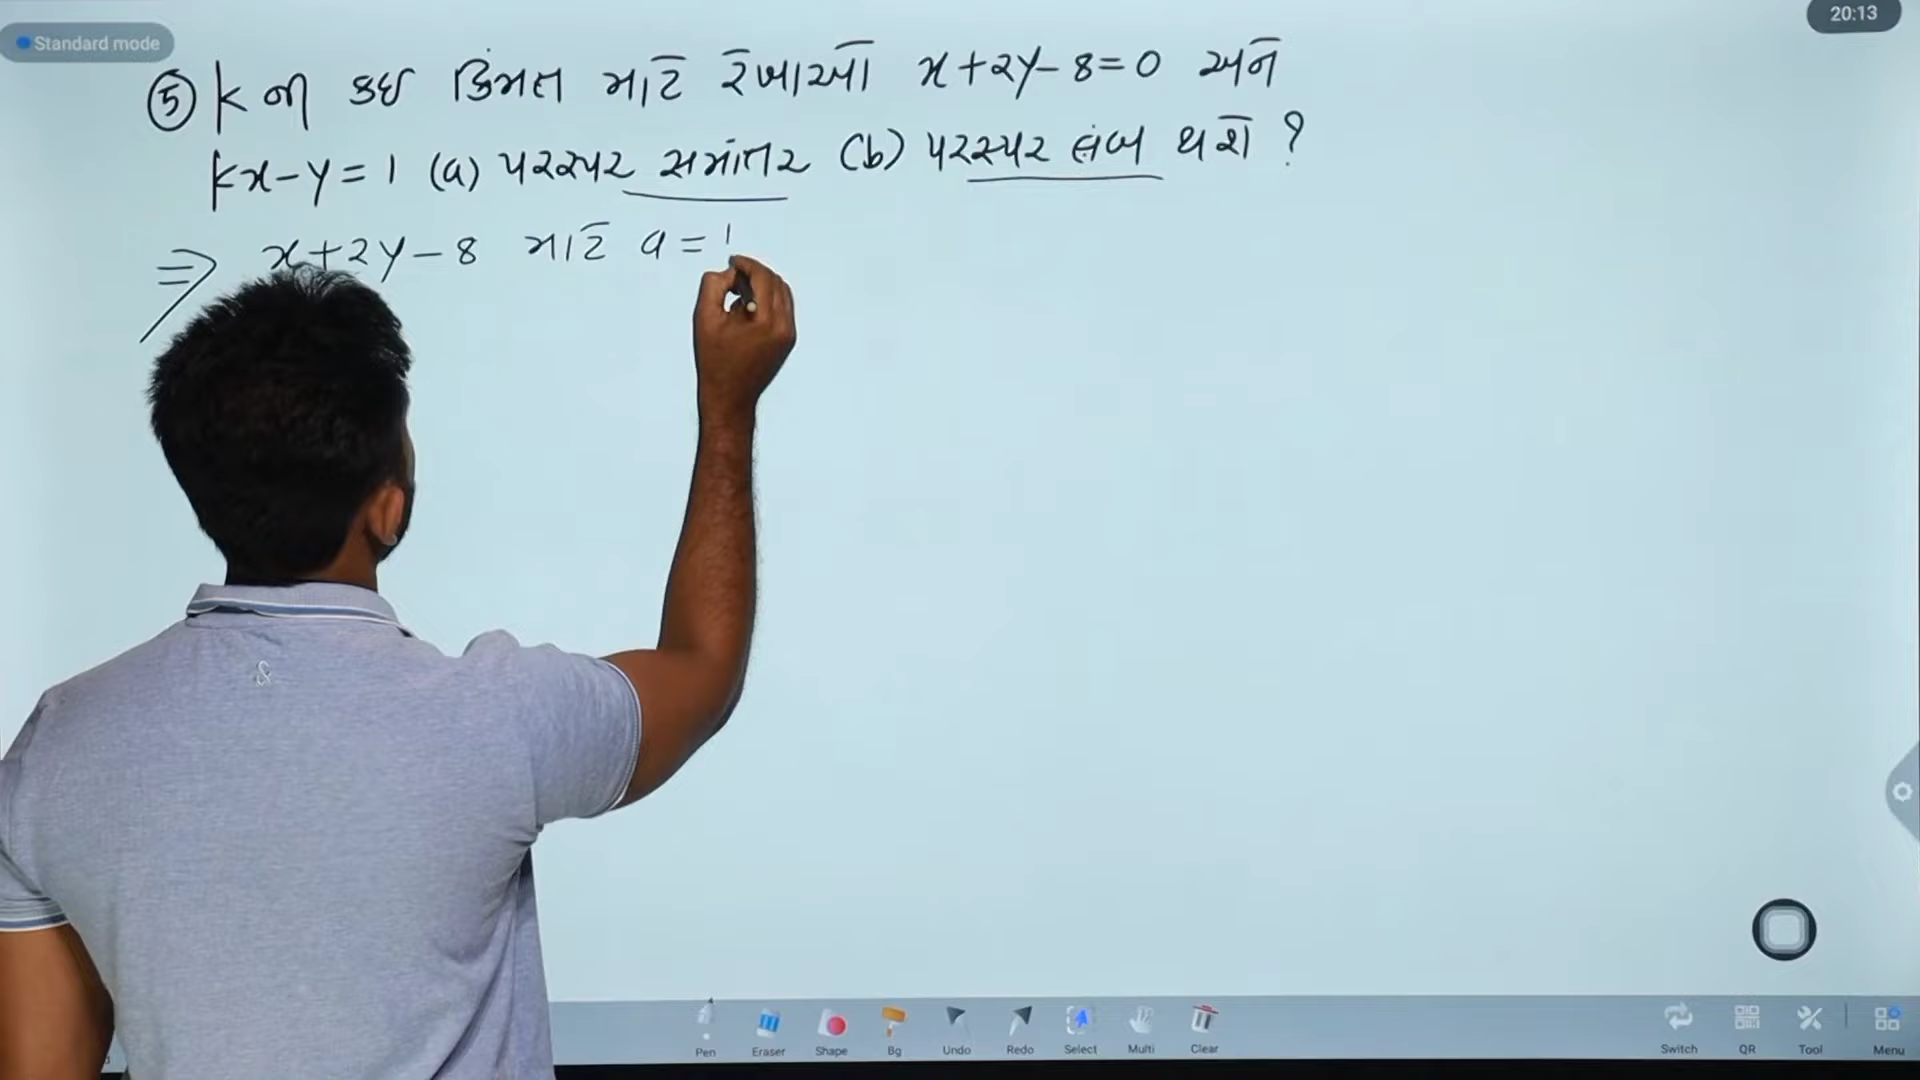 20:13
Standard mode
⑤ K ની કઇ કિંમત માટે રેખાઓ x+2y-8=0 અને
kx-y=1 (a) પરસ્પર સમાંતર (b) પરસ્પર લંબ થશે ?
⇒ x+2y-8 માટે a=1
Pen Eraser Shape Bg Undo Redo Select Multi Clear Switch QR Tool Menu